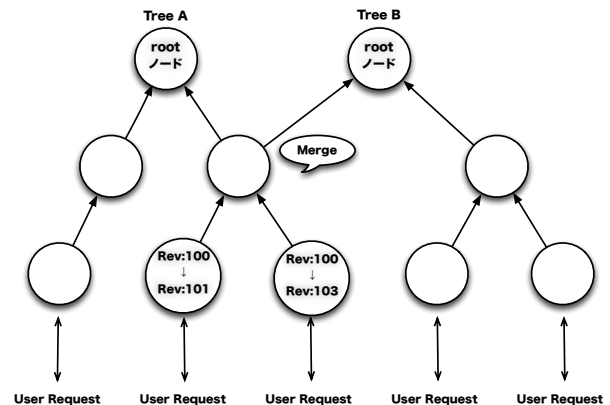 Tree A
Tree B
root
ノード
root
ノード
Merge
Rev:100
↓
Rev:101
Rev:100
↓
Rev:103
User Request
User Request
User Request
User Request
User Request